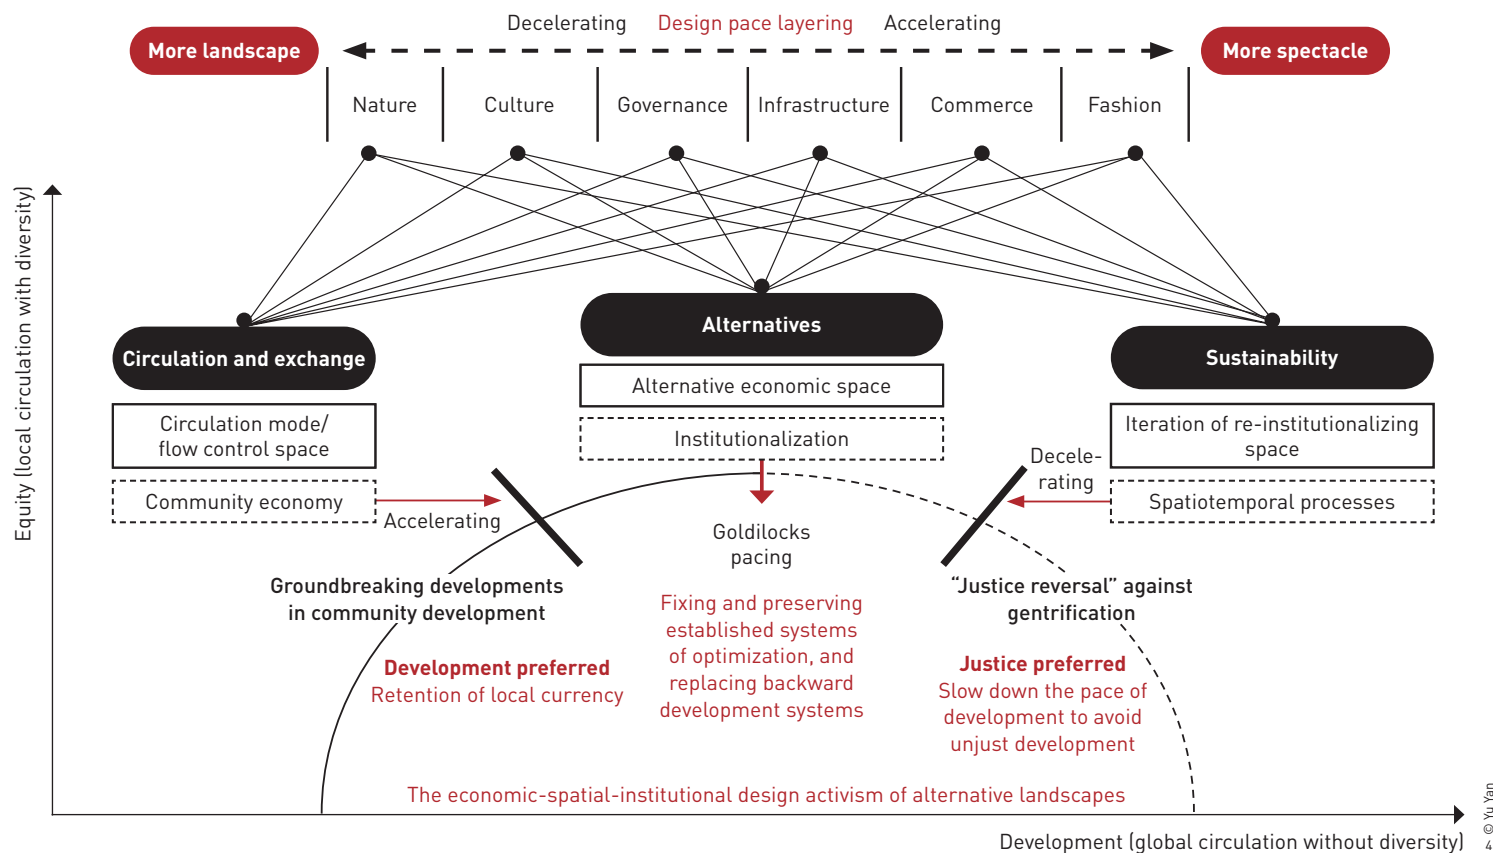 Decelerating Design pace layering Accelerating
More landscape
More spectacle
Nature
Culture
Governance
Infrastructure
Commerce
Fashion
Equity (local circulation with diversity)
Circulation and exchange
Circulation mode/
flow control space
Community economy
Accelerating
Alternatives
Alternative economic space
Institutionalization
Sustainability
Iteration of re-institutionalizing
space
Spatiotemporal processes
Decele-
rating
Goldilocks
pacing
Groundbreaking developments
in community development
Development preferred
Retention of local currency
Fixing and preserving
established systems
of optimization, and
replacing backward
development systems
“Justice reversal” against
gentrification
Justice preferred
Slow down the pace of
development to avoid
unjust development
The economic-spatial-institutional design activism of alternative landscapes
Development (global circulation without diversity)
© Yu Yan
4